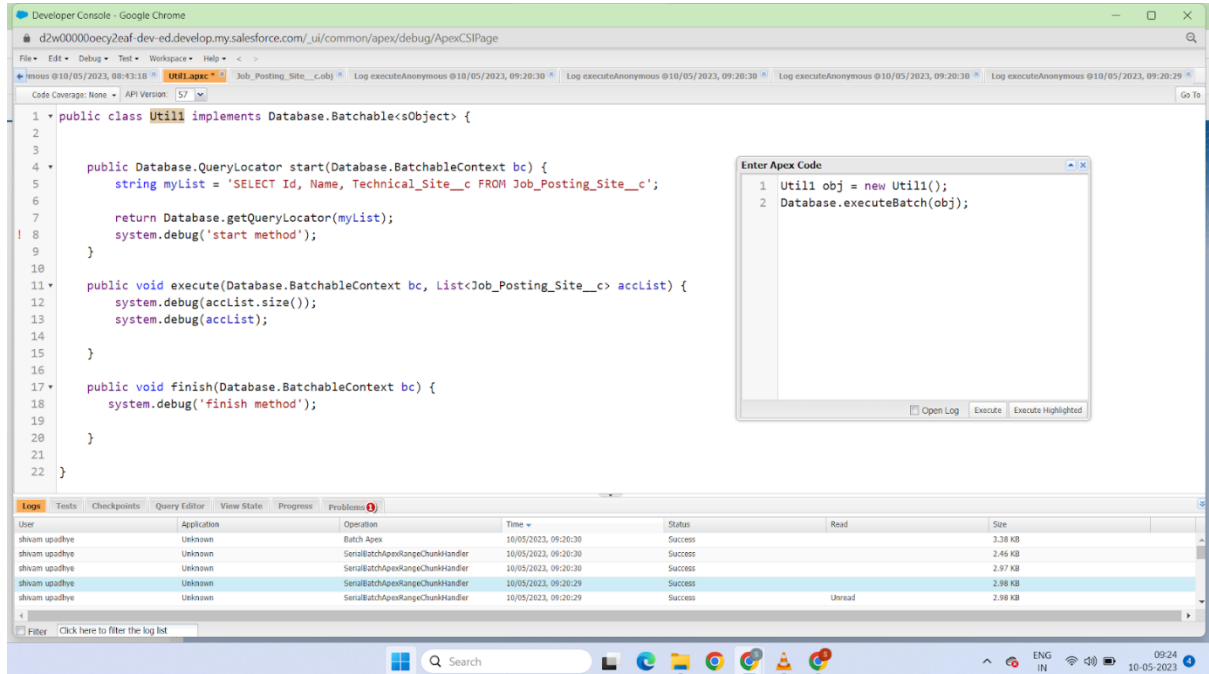 Developer Console - Google Chrome
d2w00000oecy2eaf-dev-ed.develop.my.salesforce.com/_ui/common/apex/debug/ApexCSIPage
File Edit Debug Test Workspace Help < >
mous @10/05/2023, 08:43:18 Util1.apxc * Job_Posting_Site__c.obj Log executeAnonymous @10/05/2023, 09:20:30 Log executeAnonymous @10/05/2023, 09:20:30 Log executeAnonymous @10/05/2023, 09:20:30 Log executeAnonymous @10/05/2023, 09:20:29
Code Coverage: None API Version: 57 Go To
1 public class Util1 implements Database.Batchable<sObject> {
2
3
4 public Database.QueryLocator start(Database.BatchableContext bc) {
5 string myList = 'SELECT Id, Name, Technical_Site__c FROM Job_Posting_Site__c';
6
7 return Database.getQueryLocator(myList);
! 8 system.debug('start method');
9 }
10
11 public void execute(Database.BatchableContext bc, List<Job_Posting_Site__c> accList) {
12 system.debug(accList.size());
13 system.debug(accList);
14
15 }
16
17 public void finish(Database.BatchableContext bc) {
18 system.debug('finish method');
19
20 }
21
22 }
Enter Apex Code
1 Util1 obj = new Util1();
2 Database.executeBatch(obj);
Open Log Execute Execute Highlighted
Logs Tests Checkpoints Query Editor View State Progress Problems 1
User Application Operation Time Status Read Size
shivam upadhye Unknown Batch Apex 10/05/2023, 09:20:30 Success 3.38 KB
shivam upadhye Unknown SerialBatchApexRangeChunkHandler 10/05/2023, 09:20:30 Success 2.46 KB
shivam upadhye Unknown SerialBatchApexRangeChunkHandler 10/05/2023, 09:20:30 Success 2.97 KB
shivam upadhye Unknown SerialBatchApexRangeChunkHandler 10/05/2023, 09:20:29 Success 2.98 KB
shivam upadhye Unknown SerialBatchApexRangeChunkHandler 10/05/2023, 09:20:29 Success Unread 2.98 KB
Filter Click here to filter the log list
Search
ENG
IN
09:24
10-05-2023
4